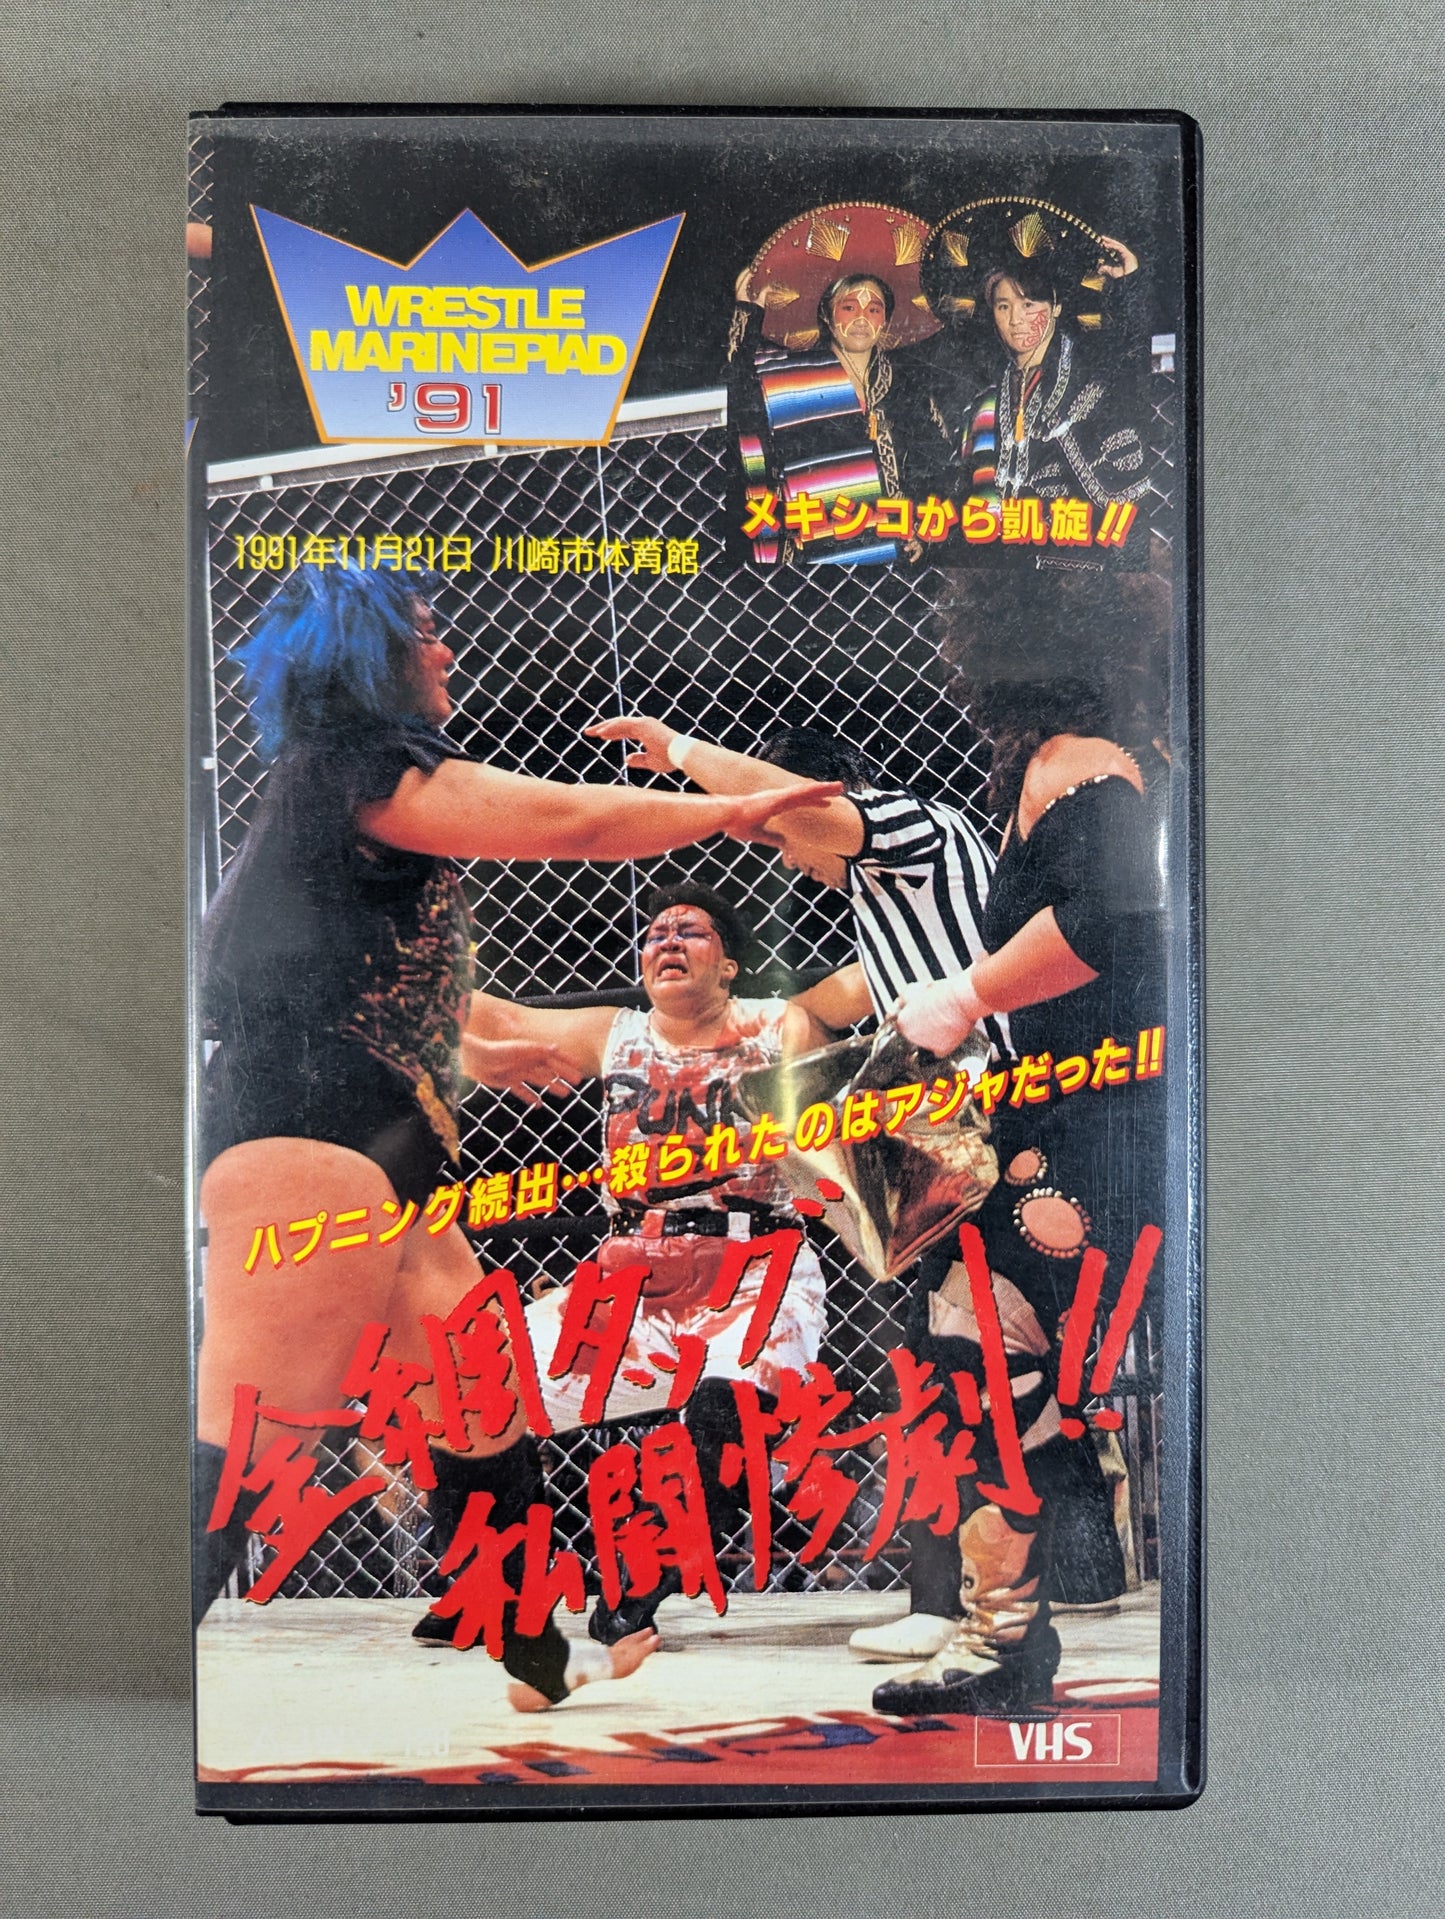 WRESTLE
MARINEPIAD
'91
メキシコから凱旋!!
1991年11月21日 川崎市体育館
PUNK
ハプニング続出…殺られたのはアジャだった!!
金網タッグ
私闘惨劇!!
VHS